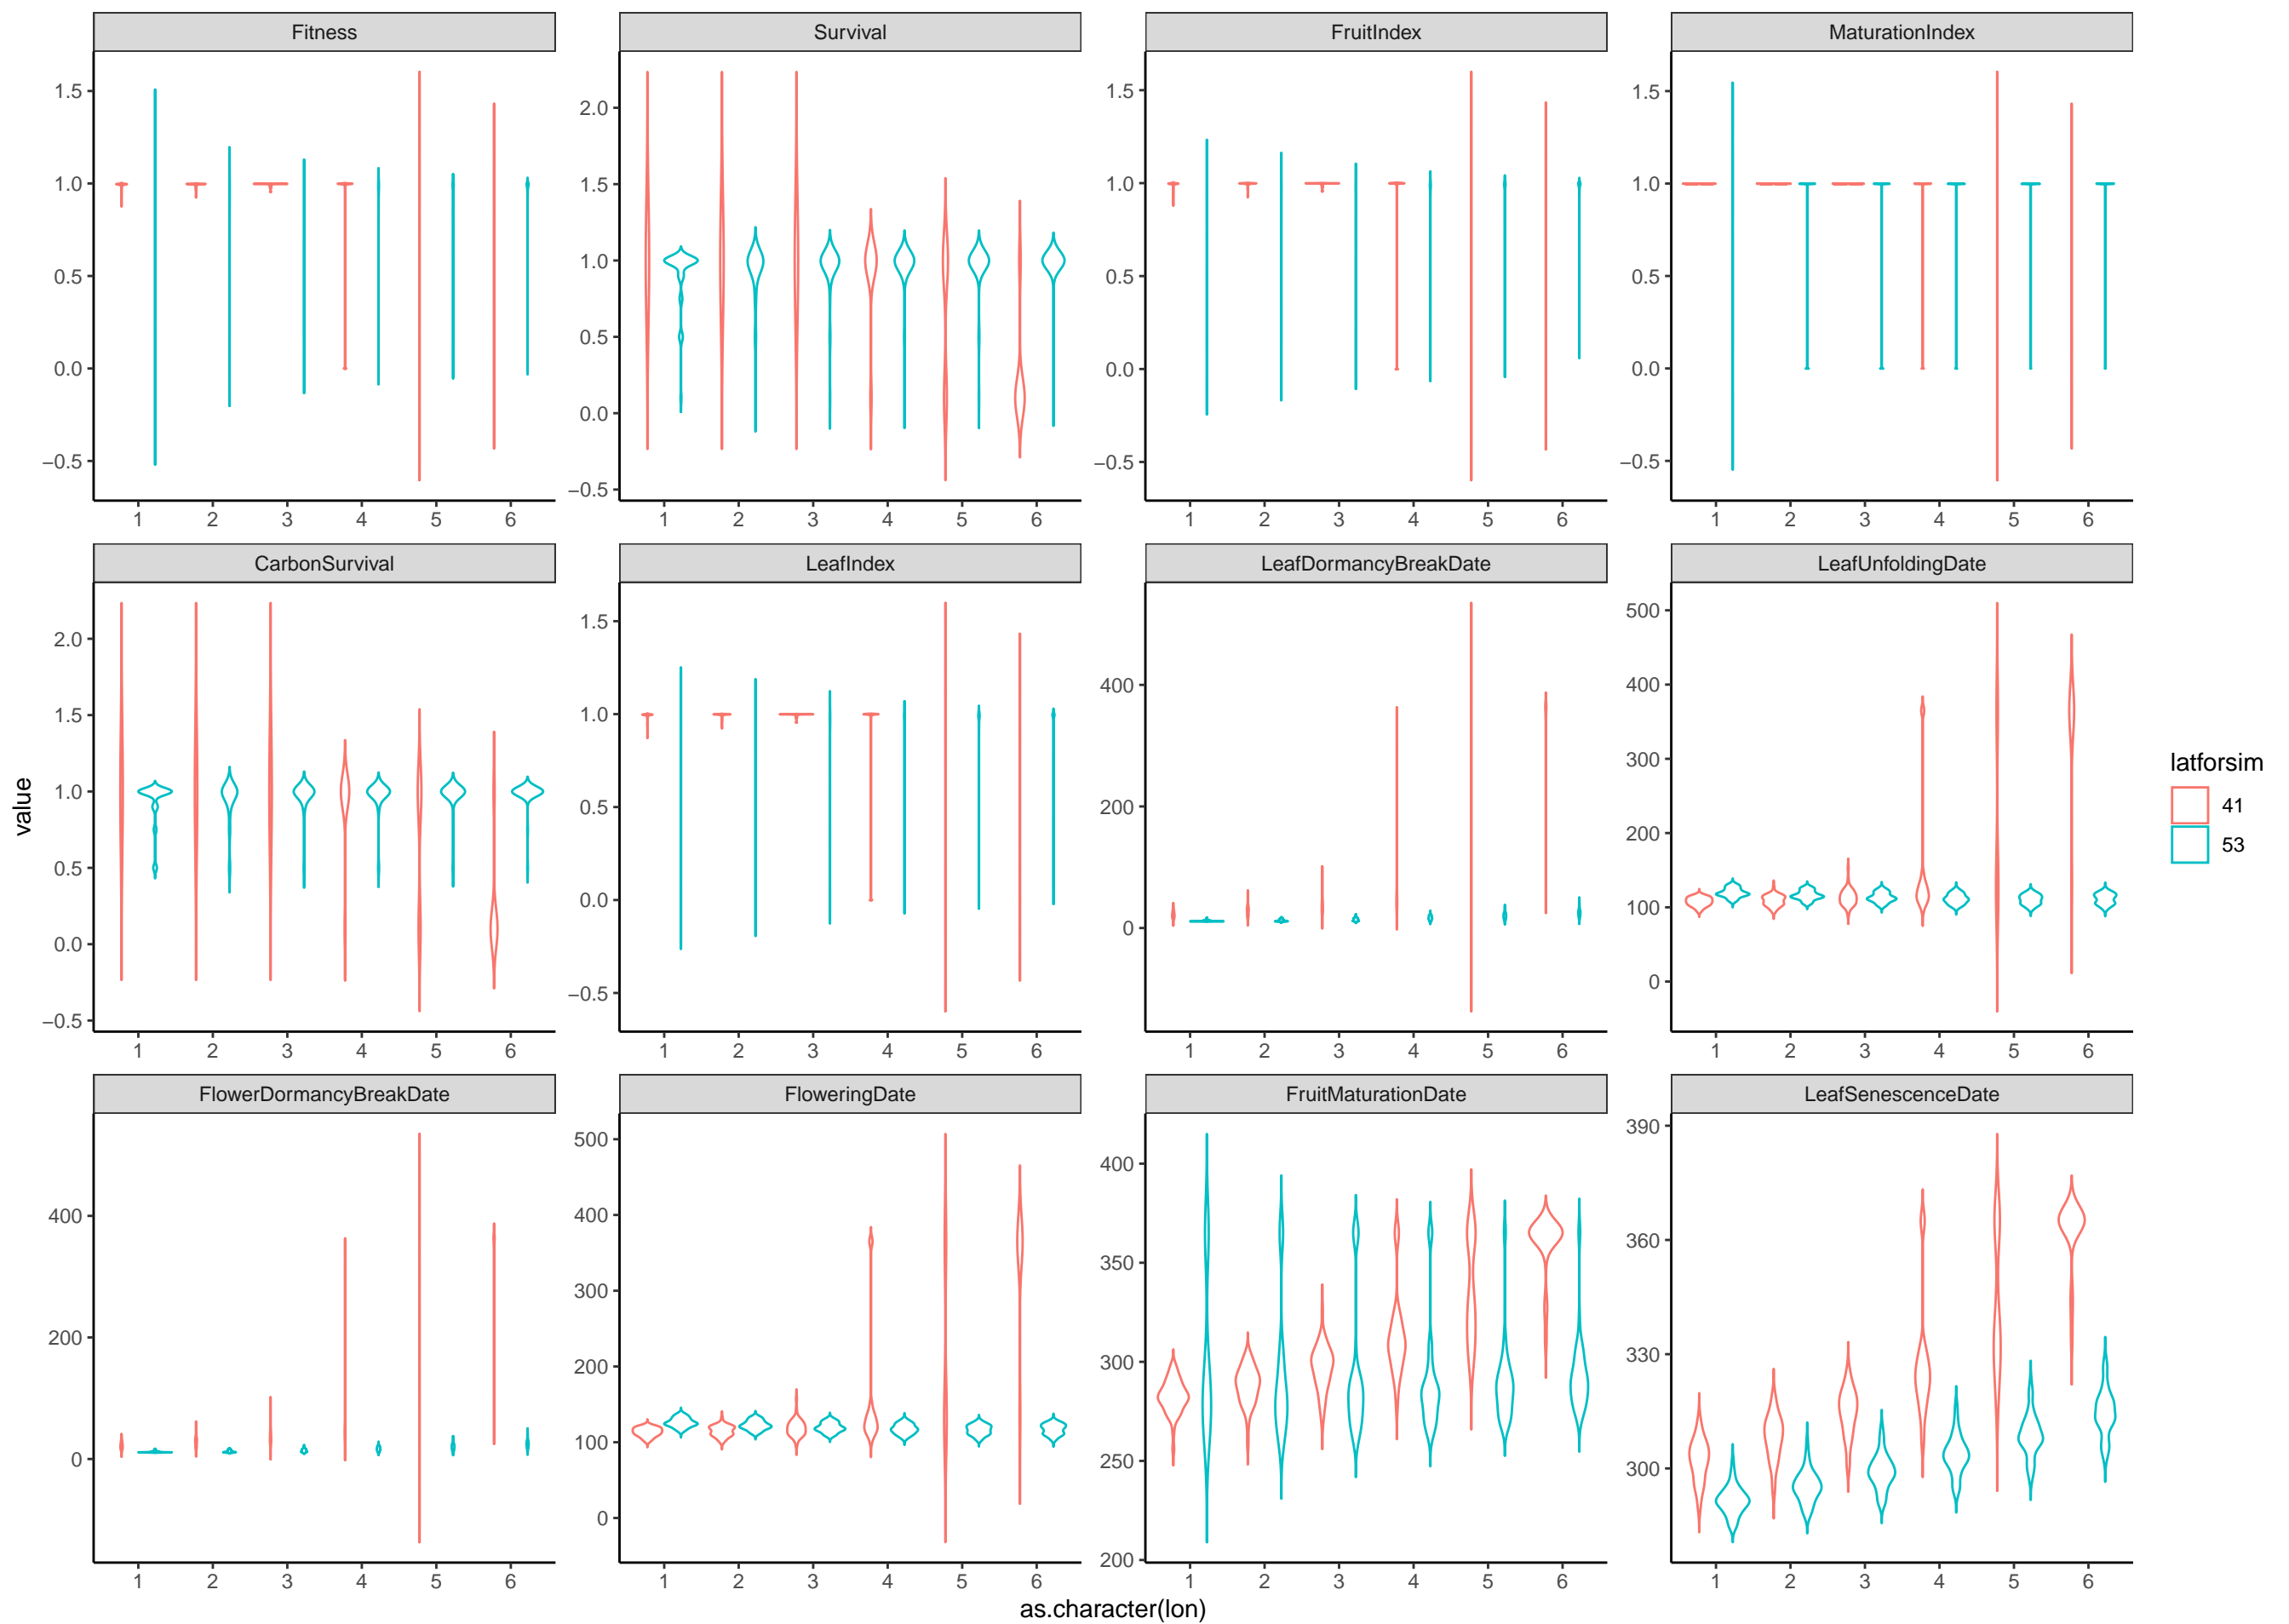 Fitness Survival FruitIndex MaturationIndex
1.5 2.0 1.5 1.5
1.0 1.5 1.0 1.0
0.5 1.0 0.5 0.5
0.0 0.5 0.0 0.0
−0.5 0.0 −0.5 −0.5
−0.5
1 2 3 4 5 6 1 2 3 4 5 6 1 2 3 4 5 6 1 2 3 4 5 6
CarbonSurvival LeafIndex LeafDormancyBreakDate LeafUnfoldingDate
2.0 1.5 400 500
1.5 1.0 200 400
1.0 0.5 0 300
0.5 0.0 200
0.0 −0.5 100
−0.5 0
1 2 3 4 5 6 1 2 3 4 5 6 1 2 3 4 5 6 1 2 3 4 5 6
FlowerDormancyBreakDate FloweringDate FruitMaturationDate LeafSenescenceDate
400 500 400 390
200 400 350 360
0 300 300 330
200 250 300
100 200
0
1 2 3 4 5 6 1 2 3 4 5 6 1 2 3 4 5 6 1 2 3 4 5 6
value
as.character(lon)
latforsim
41
53